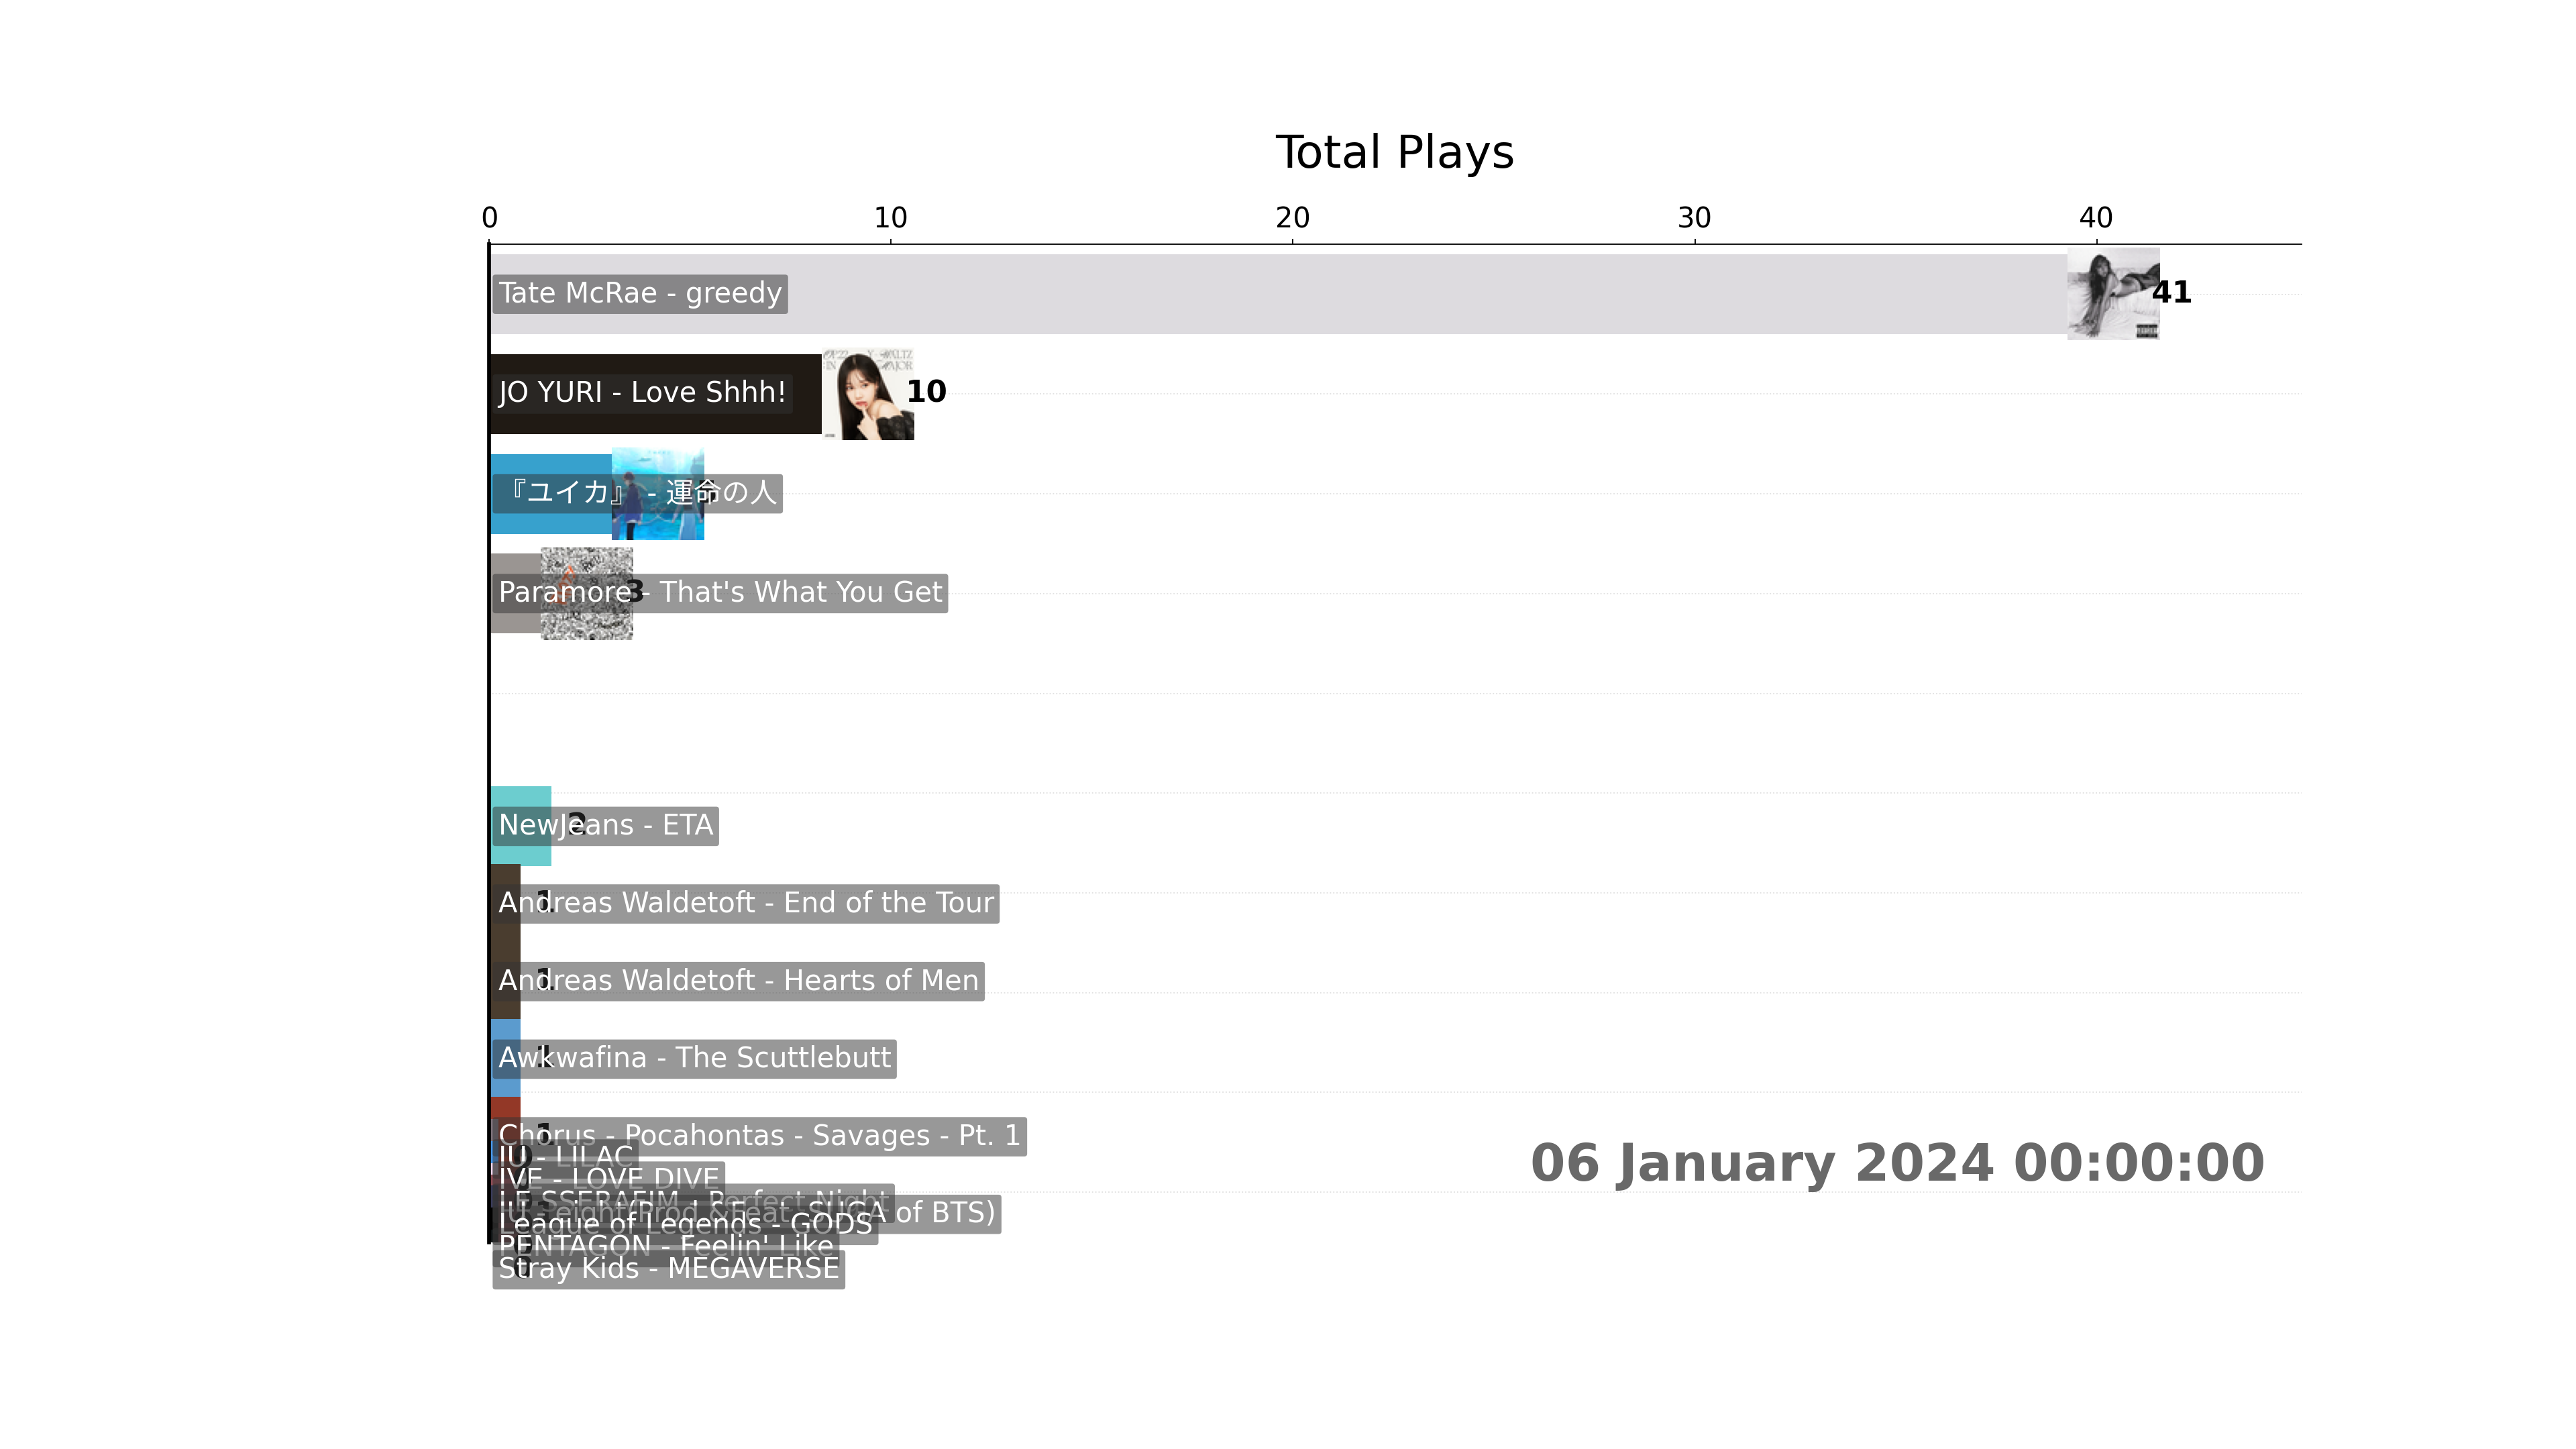 Total Plays
0 10 20 30 40
Tate McRae - greedy 41
JO YURI - Love Shhh! 10
『ユイカ』 - 運命の人
Paramore - That's What You Get 3
NewJeans - ETA 2
Andreas Waldetoft - End of the Tour 1
Andreas Waldetoft - Hearts of Men 1
Awkwafina - The Scuttlebutt 1
Chorus - Pocahontas - Savages - Pt. 1 1
IU - LILAC
IVE - LOVE DIVE
LE SSERAFIM - Perfect Night
IU - eight(Prod.&Feat. SUGA of BTS)
League of Legends - GODS
PENTAGON - Feelin' Like
Stray Kids - MEGAVERSE
06 January 2024 00:00:00